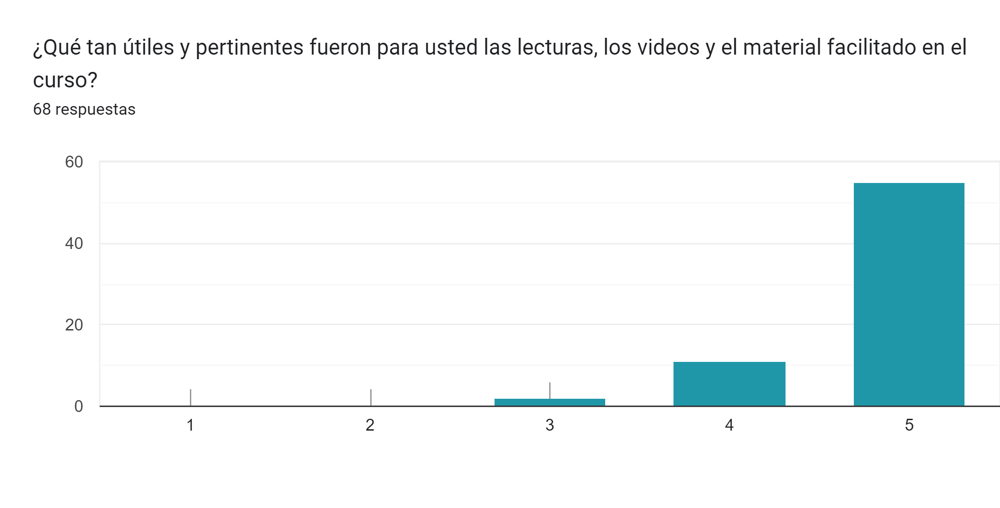 ¿Qué tan útiles y pertinentes fueron para usted las lecturas, los videos y el material facilitado en el
curso?
68 respuestas
60
40
20
0
1 2 3 4 5